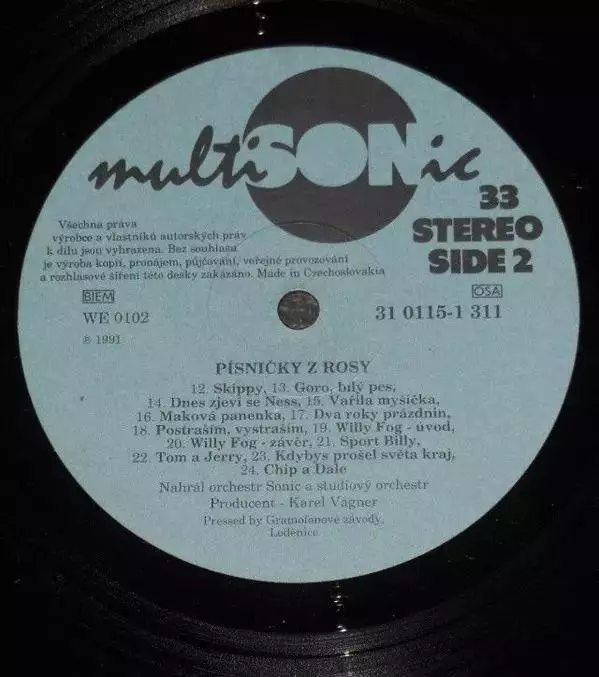 multiSONic
33
STEREO
SIDE 2
Všechna práva
výrobce a vlastníků autorských práv
k dílu jsou vyhrazena. Bez souhlasu
je výroba kopií, pronájem, půjčování, veřejné provozování
a rozhlasové šíření této desky zakázáno. Made in Czechoslovakia
BIEM
OSA
WE 0102
31 0115-1 311
℗ 1991
PÍSNIČKY Z ROSY
12. Skippy, 13. Goro, bílý pes,
14. Dnes zjeví se Ness, 15. Vařila myšička,
16. Maková panenka, 17. Dva roky prázdnin,
18. Postraším, vystraším, 19. Willy Fog - úvod,
20. Willy Fog - závěr, 21. Sport Billy,
22. Tom a Jerry, 23. Kdybys prošel světa kraj,
24. Chip a Dale
Nahrál orchestr Sonic a studiový orchestr
Producent - Karel Vágner
Pressed by Gramofonové závody,
Loděnice